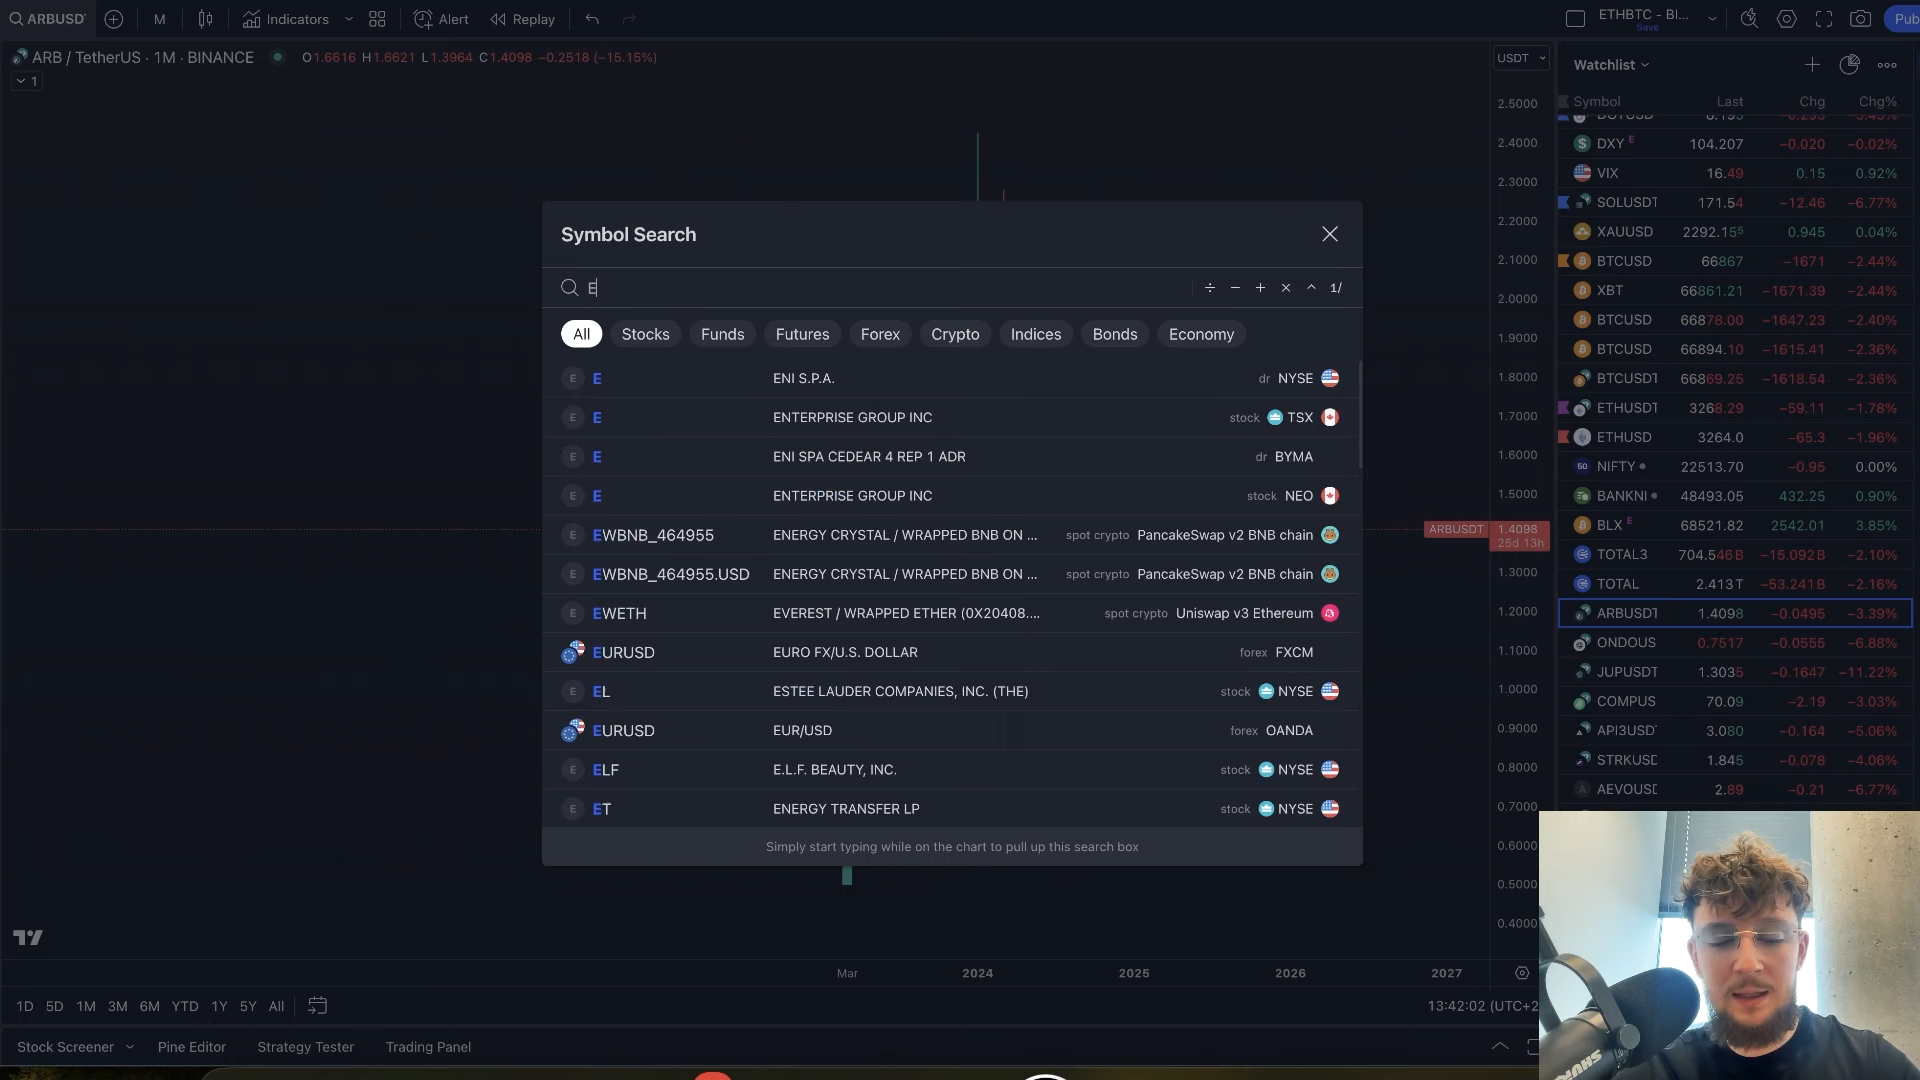 ARBUSD
M
Indicators
Alert
Replay
ETHBTC - BI...
Save
Pub
ARB / TetherUS · 1M · BINANCE
O1.6616 H1.6621 L1.3964 C1.4098 −0.2518 (−15.15%)
1
USDT
2.5000
2.4000
2.3000
2.2000
2.1000
2.0000
1.9000
1.8000
1.7000
1.6000
1.5000
ARBUSDT 1.4098
25d 13h
1.3000
1.2000
1.1000
1.0000
0.9000
0.8000
0.7000
0.6000
0.5000
0.4000
Symbol Search
E
÷ − + × ^ 1/
All Stocks Funds Futures Forex Crypto Indices Bonds Economy
E E ENI S.P.A. dr NYSE
E E ENTERPRISE GROUP INC stock TSX
E E ENI SPA CEDEAR 4 REP 1 ADR dr BYMA
E E ENTERPRISE GROUP INC stock NEO
E EWBNB_464955 ENERGY CRYSTAL / WRAPPED BNB ON ... spot crypto PancakeSwap v2 BNB chain
E EWBNB_464955.USD ENERGY CRYSTAL / WRAPPED BNB ON ... spot crypto PancakeSwap v2 BNB chain
E EWETH EVEREST / WRAPPED ETHER (0X20408.... spot crypto Uniswap v3 Ethereum
EURUSD EURO FX/U.S. DOLLAR forex FXCM
E EL ESTEE LAUDER COMPANIES, INC. (THE) stock NYSE
EURUSD EUR/USD forex OANDA
E ELF E.L.F. BEAUTY, INC. stock NYSE
E ET ENERGY TRANSFER LP stock NYSE
Simply start typing while on the chart to pull up this search box
Watchlist
Symbol Last Chg Chg%
DXY E 104.207 −0.020 −0.02%
VIX 16.49 0.15 0.92%
SOLUSDT 171.54 −12.46 −6.77%
XAUUSD 2292.155 0.945 0.04%
BTCUSD 66867 −1671 −2.44%
XBT 66861.21 −1671.39 −2.44%
BTCUSD 66878.00 −1647.23 −2.40%
BTCUSD 66894.10 −1615.41 −2.36%
BTCUSDT 66869.25 −1618.54 −2.36%
ETHUSDT 3268.29 −59.11 −1.78%
ETHUSD 3264.0 −65.3 −1.96%
50 NIFTY 22513.70 −0.95 0.00%
BANKNI 48493.05 432.25 0.90%
BLX E 68521.82 2542.01 3.85%
TOTAL3 704.546B −15.092B −2.10%
TOTAL 2.413T −53.241B −2.16%
ARBUSDT 1.4098 −0.0495 −3.39%
ONDOUS 0.7517 −0.0555 −6.88%
JUPUSDT 1.3035 −0.1647 −11.22%
COMPUS 70.09 −2.19 −3.03%
API3USD 3.080 −0.164 −5.06%
STRKUSD 1.845 −0.078 −4.06%
A AEVOUSD 2.89 −0.21 −6.77%
Mar 2024 2025 2026 2027
1D 5D 1M 3M 6M YTD 1Y 5Y All
13:42:02 (UTC+2
Stock Screener Pine Editor Strategy Tester Trading Panel